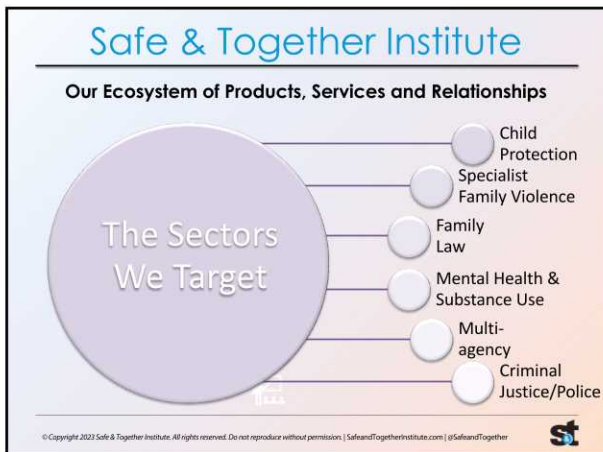 Safe & Together Institute
Our Ecosystem of Products, Services and Relationships
The Sectors
We Target
Child
Protection
Specialist
Family Violence
Family
Law
Mental Health &
Substance Use
Multi-
agency
Criminal
Justice/Police
© Copyright 2023 Safe & Together Institute. All rights reserved. Do not reproduce without permission. | SafeandTogetherInstitute.com | @SafeandTogether
st